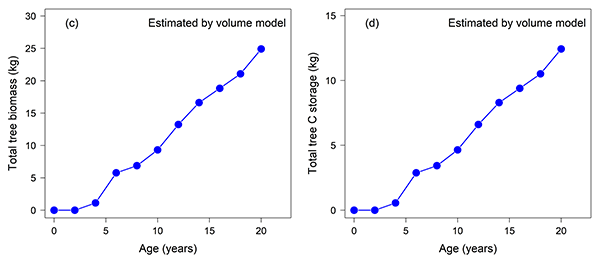 (c) Estimated by volume model
30
25
20
15
10
5
0
Total tree biomass (kg)
0 5 10 15 20
Age (years)
(d) Estimated by volume model
15
10
5
0
Total tree C storage (kg)
0 5 10 15 20
Age (years)